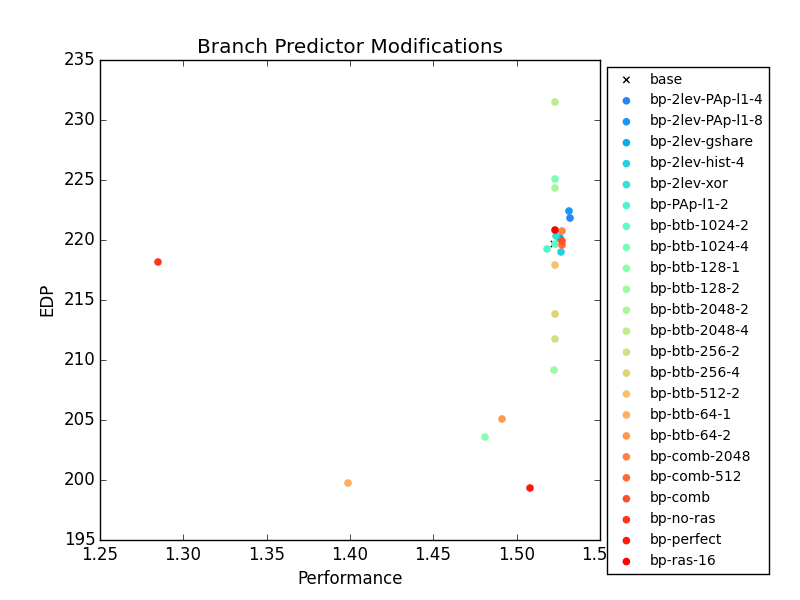 Branch Predictor Modifications
235
230
225
220
215
210
205
200
195
EDP
1.25
1.30
1.35
1.40
1.45
1.50
1.5
Performance
base
bp-2lev-PAp-l1-4
bp-2lev-PAp-l1-8
bp-2lev-gshare
bp-2lev-hist-4
bp-2lev-xor
bp-PAp-l1-2
bp-btb-1024-2
bp-btb-1024-4
bp-btb-128-1
bp-btb-128-2
bp-btb-2048-2
bp-btb-2048-4
bp-btb-256-2
bp-btb-256-4
bp-btb-512-2
bp-btb-64-1
bp-btb-64-2
bp-comb-2048
bp-comb-512
bp-comb
bp-no-ras
bp-perfect
bp-ras-16